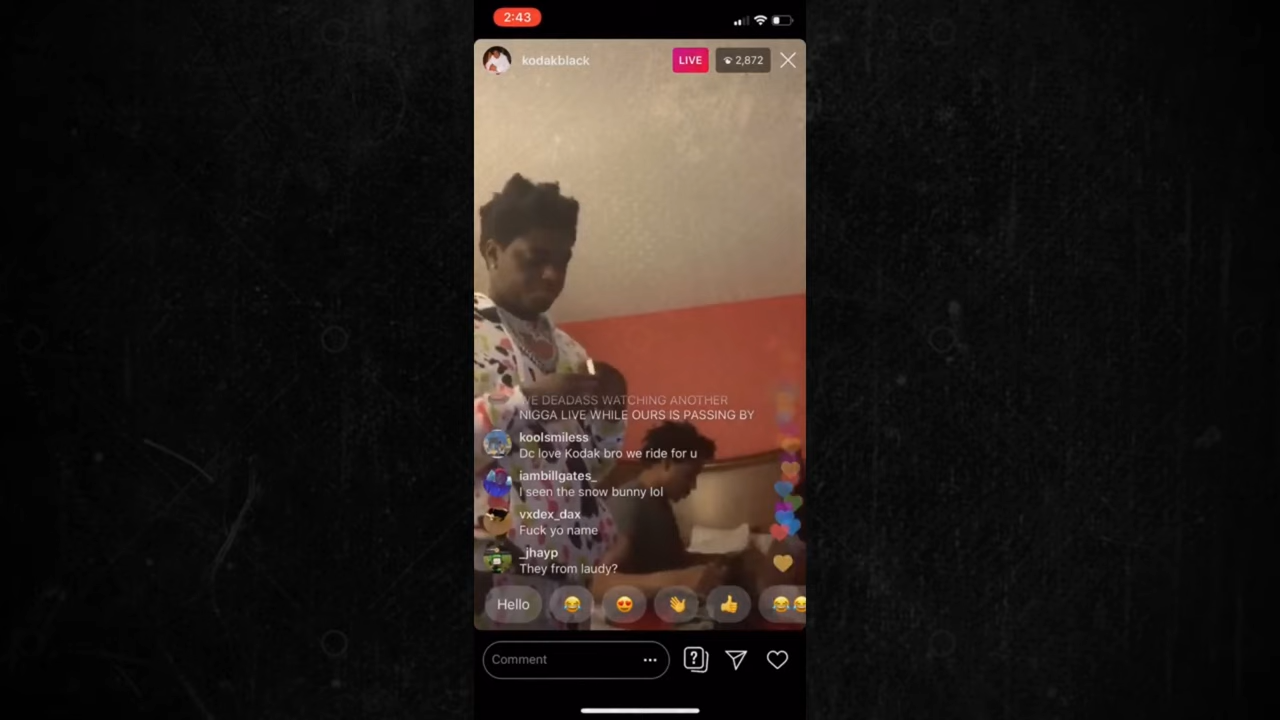 2:43
kodakblack
LIVE
2,872
WE DEADASS WATCHING ANOTHER
NIGGA LIVE WHILE OURS IS PASSING BY
koolsmiless
Dc love Kodak bro we ride for u
iambillgates_
I seen the snow bunny lol
vxdex_dax
Fuck yo name
_jhayp
They from laudy?
Hello
Comment